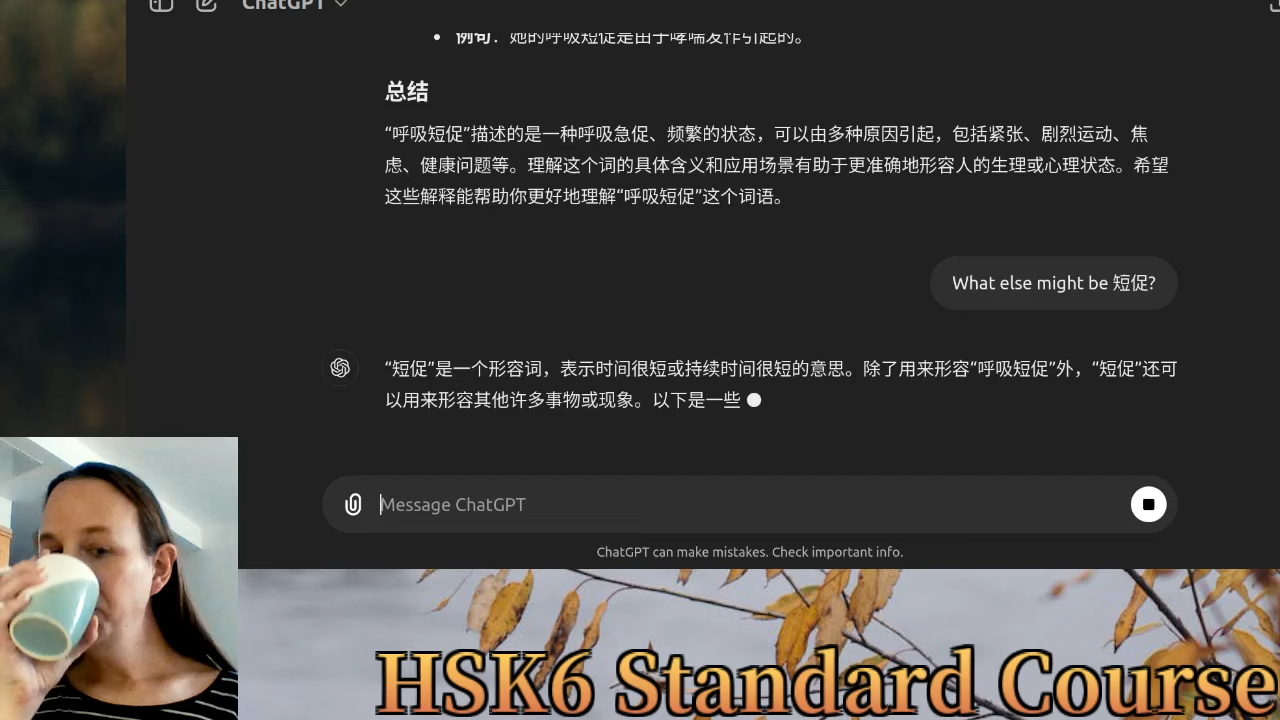 ChatGPT
例句：她的呼吸短促是由于哮喘发作引起的。
总结
“呼吸短促”描述的是一种呼吸急促、频繁的状态，可以由多种原因引起，包括紧张、剧烈运动、焦
虑、健康问题等。理解这个词的具体含义和应用场景有助于更准确地形容人的生理或心理状态。希望
这些解释能帮助你更好地理解“呼吸短促”这个词语。
What else might be 短促?
“短促”是一个形容词，表示时间很短或持续时间很短的意思。除了用来形容“呼吸短促”外，“短促”还可
以用来形容其他许多事物或现象。以下是一些
Message ChatGPT
ChatGPT can make mistakes. Check important info.
HSK6 Standard Course